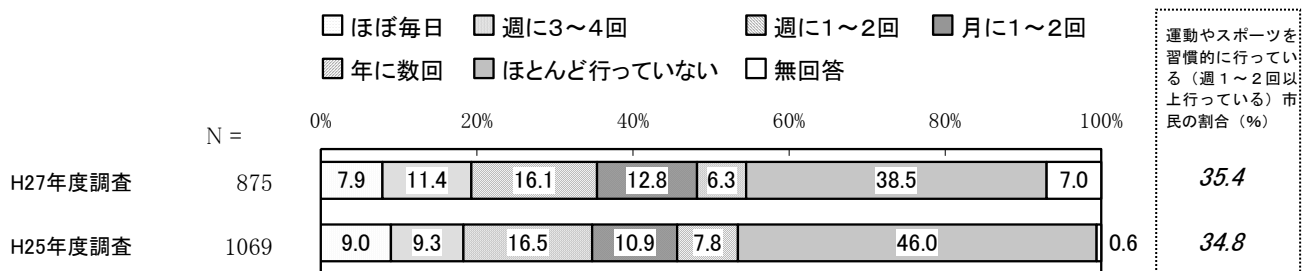 ほぼ毎日 週に3～4回 週に1～2回 月に1～2回
年に数回 ほとんど行っていない 無回答
運動やスポーツを
習慣的に行ってい
る（週1～2回以
上行っている）市
民の割合（%）
N =
0% 20% 40% 60% 80% 100%
H27年度調査 875 7.9 11.4 16.1 12.8 6.3 38.5 7.0 35.4
H25年度調査 1069 9.0 9.3 16.5 10.9 7.8 46.0 0.6 34.8